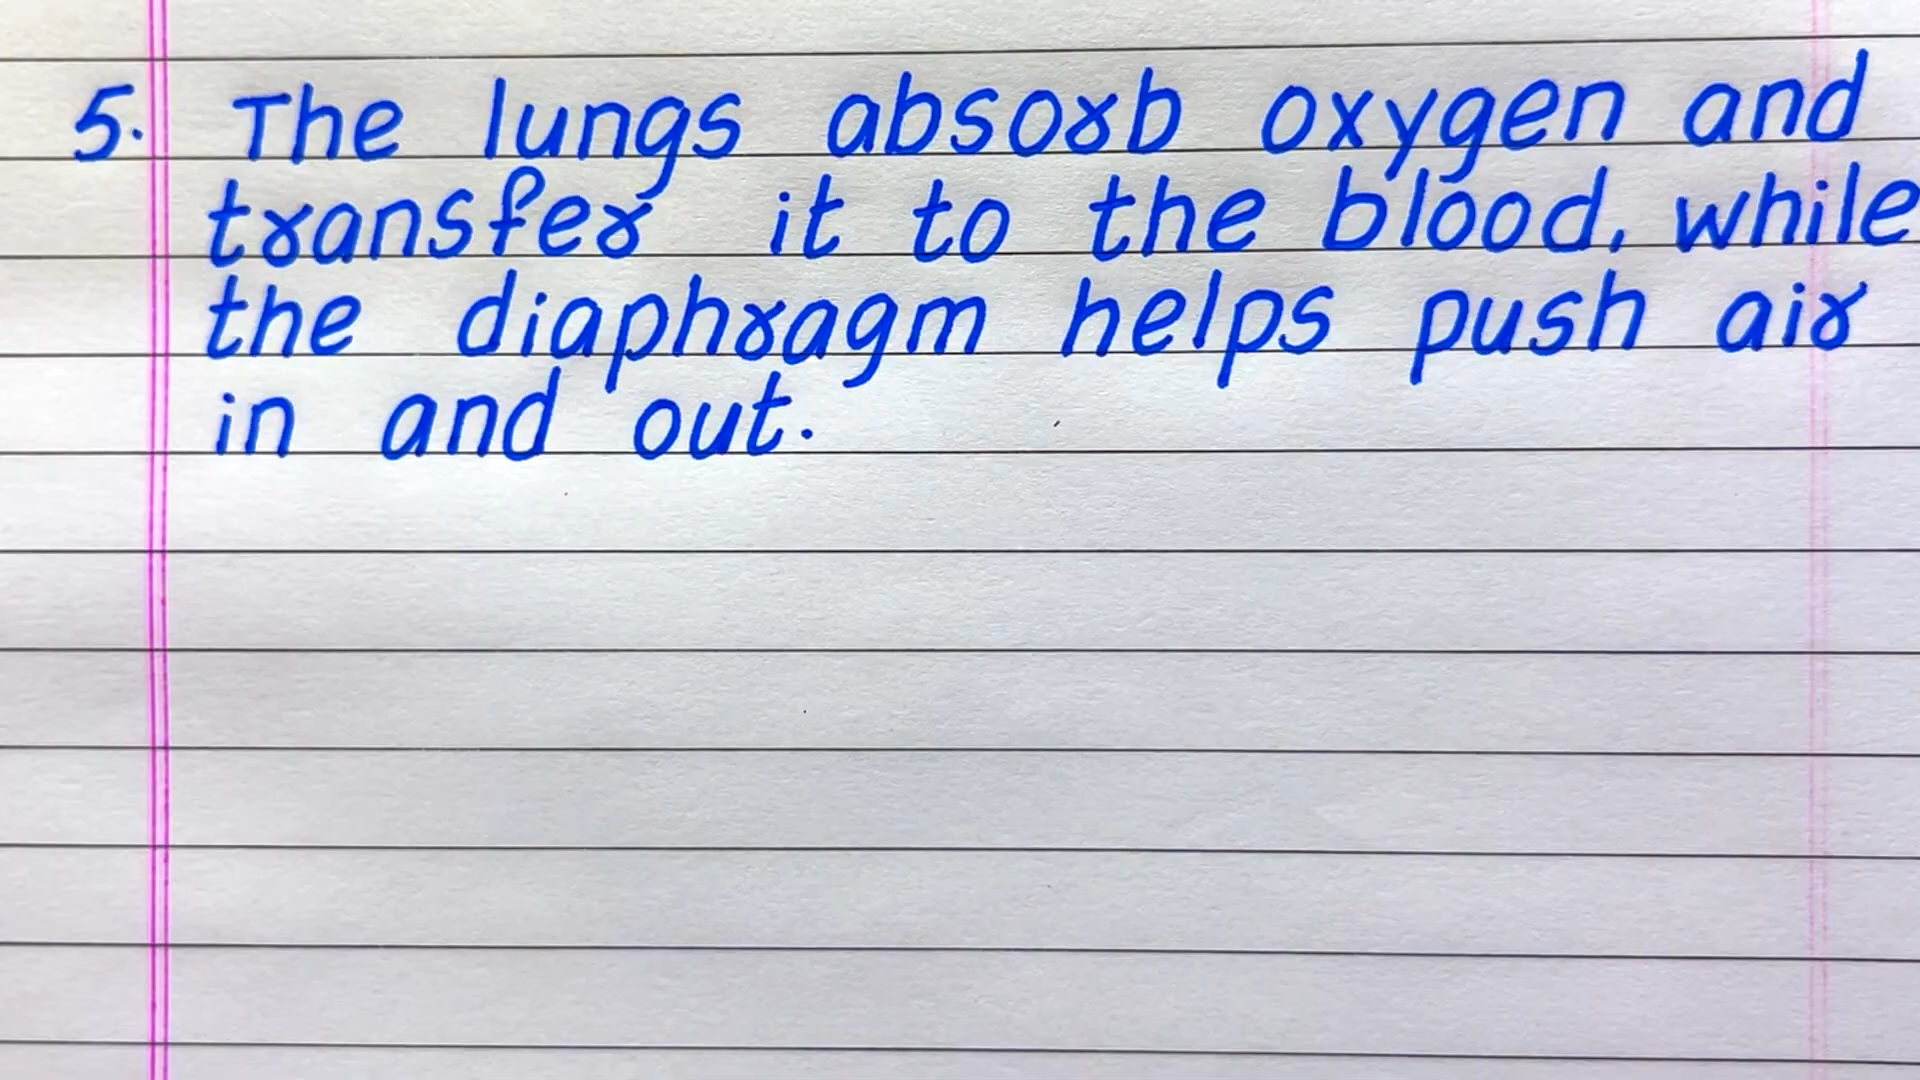 5. The lungs absorb oxygen and
transfer it to the blood, while
the diaphragm helps push air
in and out.